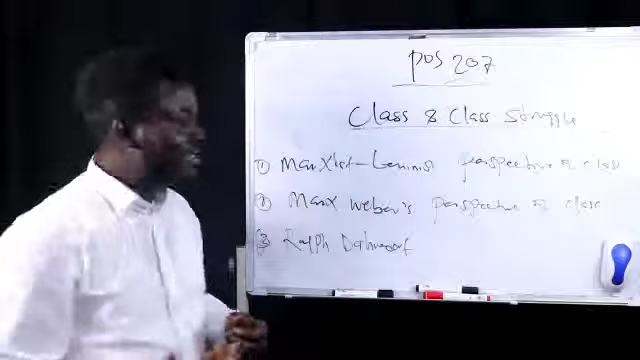 POS 207
Class & Class Struggle
① Marxist-Leninist perspective of class
② Marx Weber's perspective of class
③ Ralph Dahrendorf